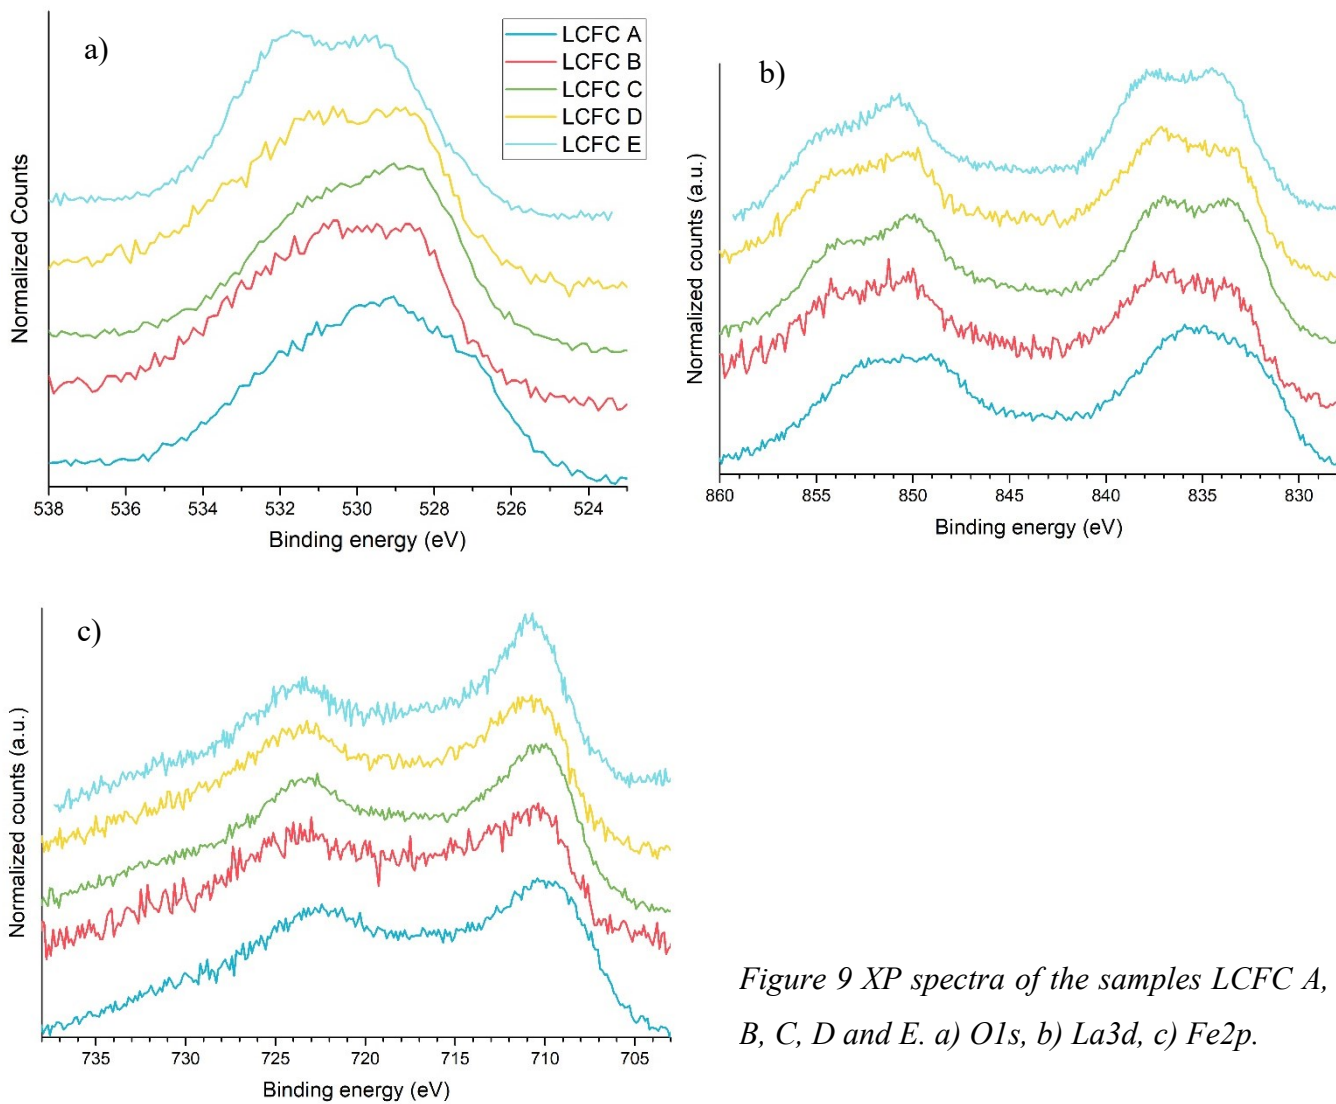 a)
LCFC A
LCFC B
LCFC C
LCFC D
LCFC E
Normalized Counts
538 536 534 532 530 528 526 524
Binding energy (eV)
b)
Normalized counts (a.u.)
860 855 850 845 840 835 830
Binding energy (eV)
c)
Normalized counts (a.u.)
735 730 725 720 715 710 705
Binding energy (eV)
Figure 9 XP spectra of the samples LCFC A,
B, C, D and E. a) O1s, b) La3d, c) Fe2p.